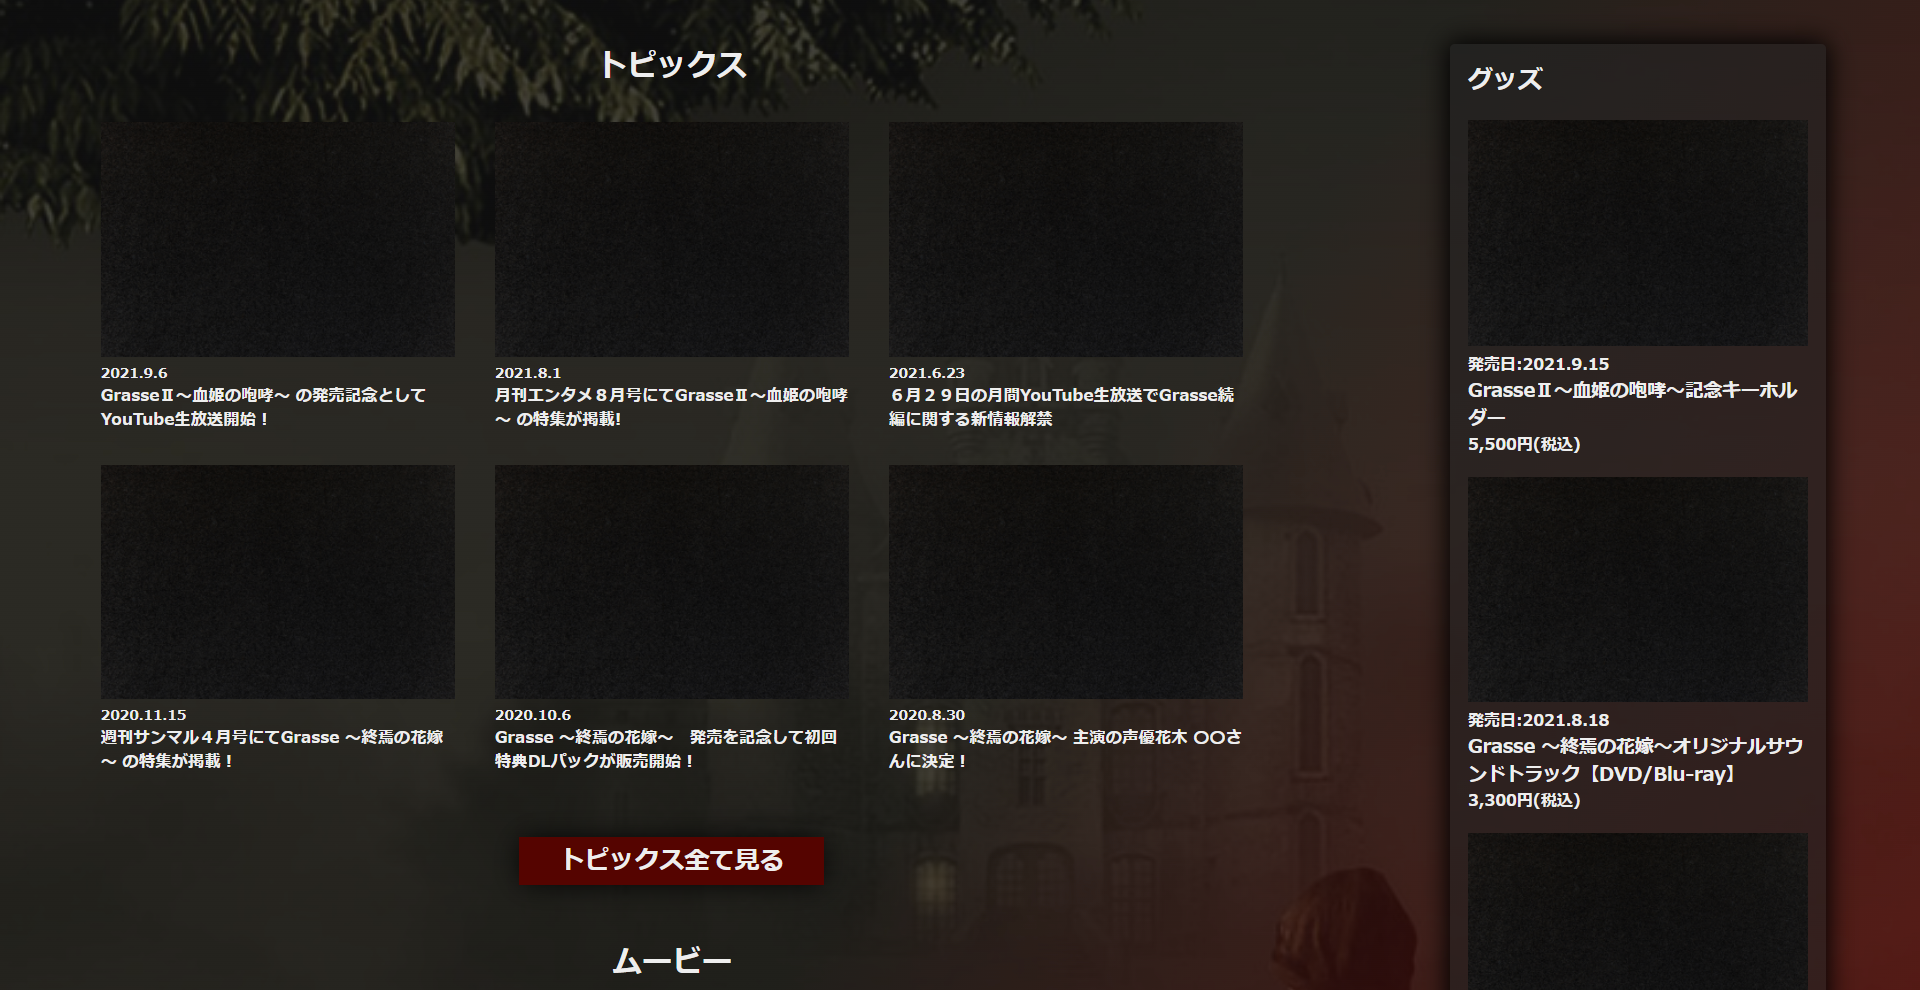 トピックス
2021.9.6
GrasseⅡ～血姫の咆哮～ の発売記念として
YouTube生放送開始！
2021.8.1
月刊エンタメ８月号にてGrasseⅡ～血姫の咆哮
～ の特集が掲載!
2021.6.23
６月２９日の月間YouTube生放送でGrasse続
編に関する新情報解禁
2020.11.15
週刊サンマル４月号にてGrasse ～終焉の花嫁
～ の特集が掲載！
2020.10.6
Grasse ～終焉の花嫁～　発売を記念して初回
特典DLパックが販売開始！
2020.8.30
Grasse ～終焉の花嫁～ 主演の声優花木 〇〇さ
んに決定！
トピックス全て見る
ムービー
グッズ
発売日:2021.9.15
GrasseⅡ～血姫の咆哮～記念キーホル
ダー
5,500円(税込)
発売日:2021.8.18
Grasse ～終焉の花嫁～オリジナルサウ
ンドトラック【DVD/Blu-ray】
3,300円(税込)